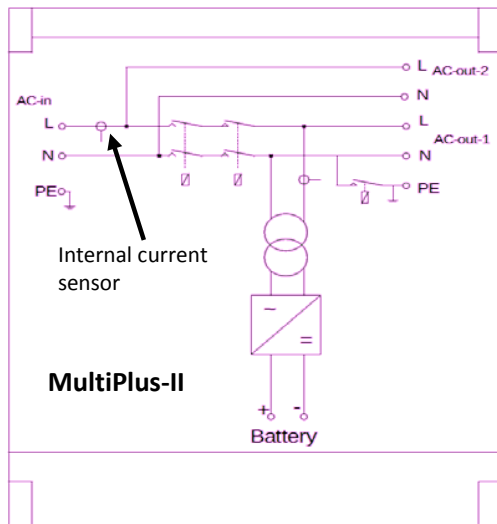 L AC-out-2
AC-in
N
L
L
AC-out-1
N
N
PE
PE
Internal current
sensor
~
=
MultiPlus-II
+ -
Battery